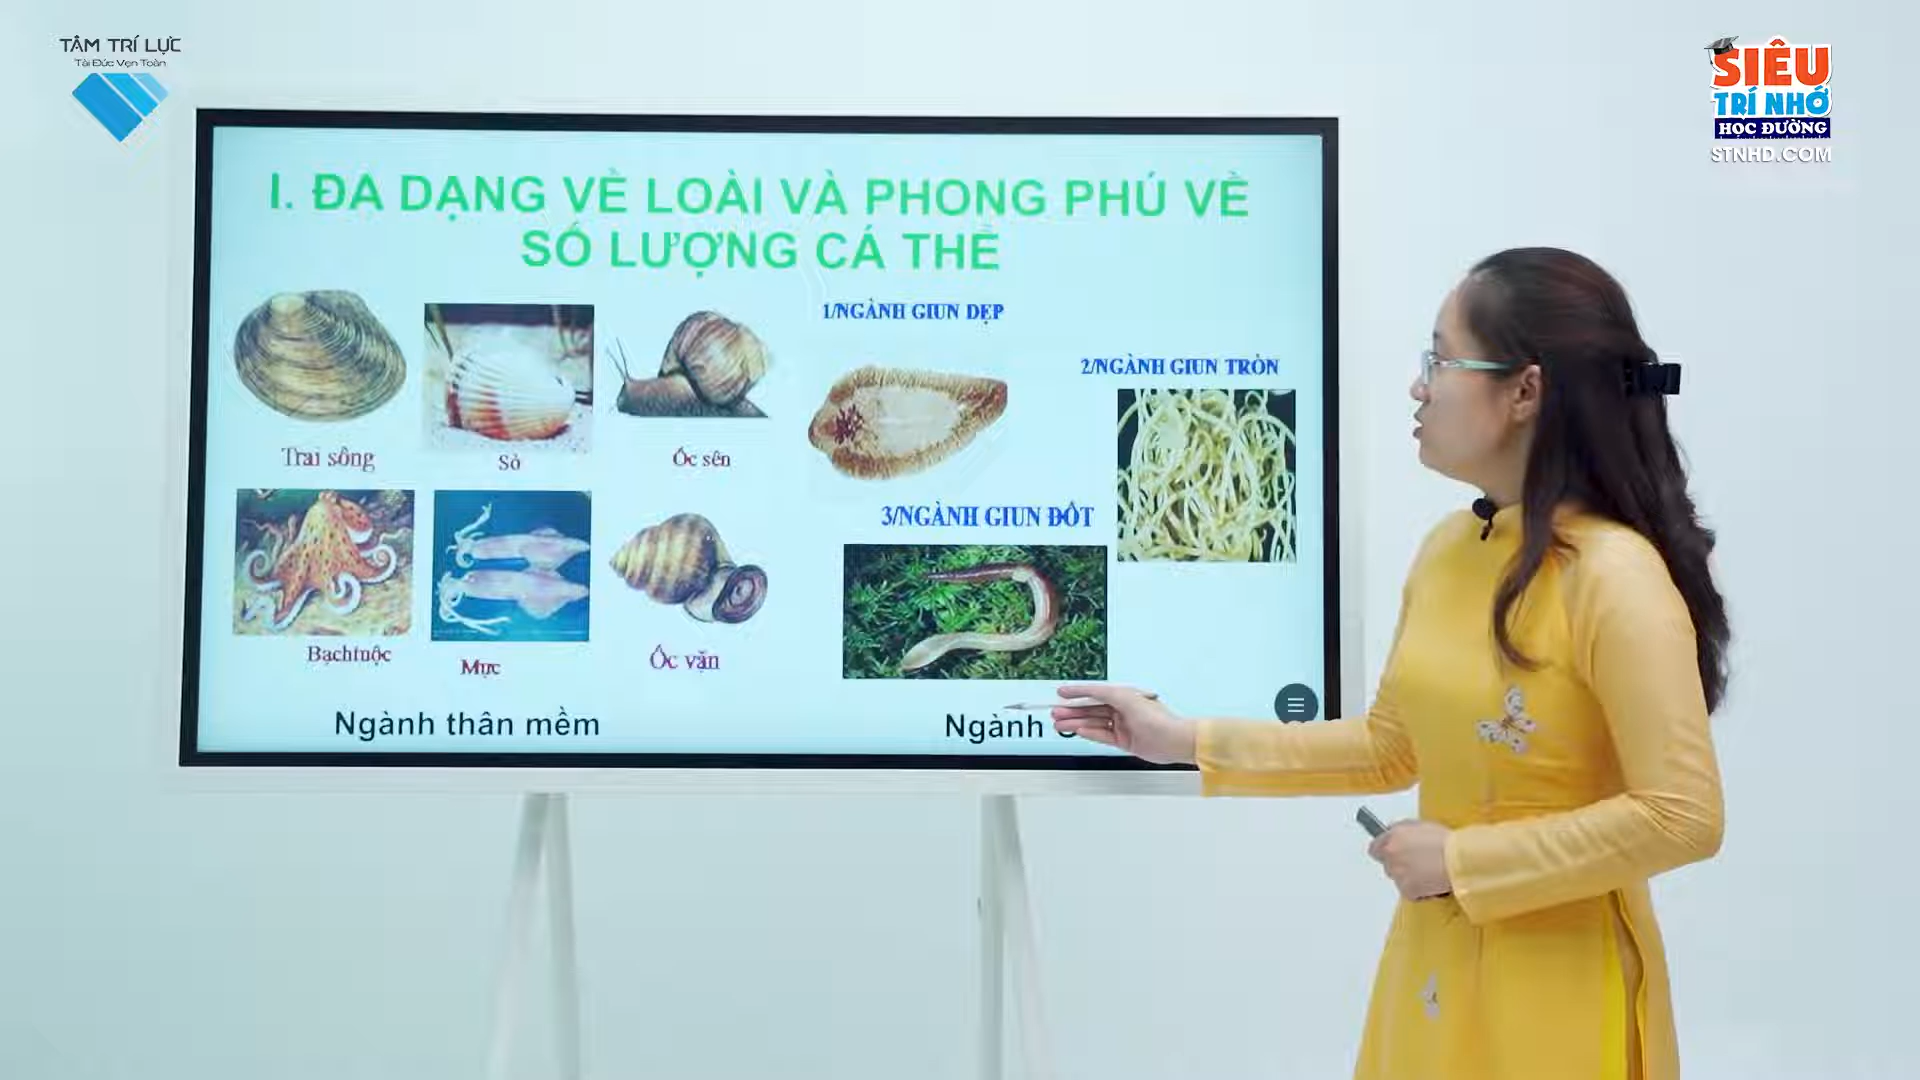 TÂM TRÍ LỰC
Tài Đức Vẹn Toàn
SIÊU
TRÍ NHỚ
HỌC ĐƯỜNG
STNHD.COM
I. ĐA DẠNG VỀ LOÀI VÀ PHONG PHÚ VỀ
SỐ LƯỢNG CÁ THỂ
1/NGÀNH GIUN DẸP
2/NGÀNH GIUN TRÒN
Trai sông
Sò
Ốc sên
3/NGÀNH GIUN ĐỐT
Bạch tuộc
Mực
Ốc vặn
Ngành thân mềm
Ngành